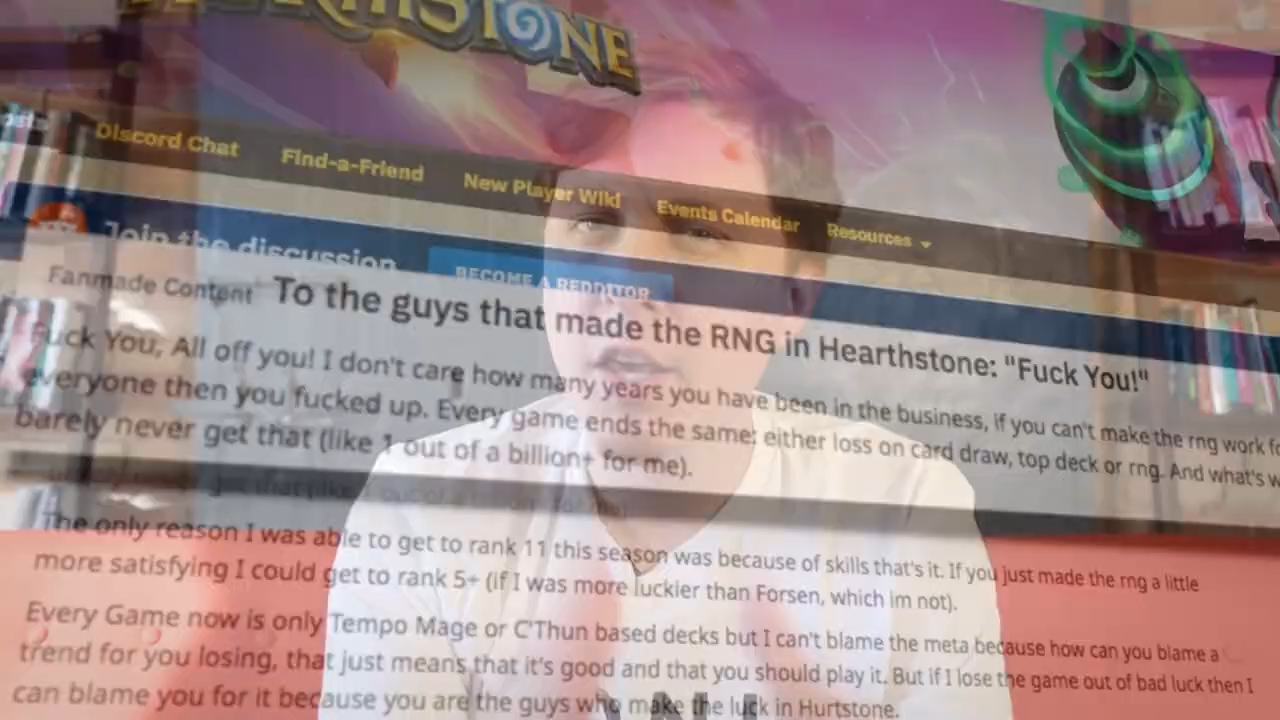 HEARTHSTONE
Discord Chat Find-a-Friend New Player Wiki Events Calendar Resources
Join the discussion BECOME A REDDITOR
Fanmade Content To the guys that made the RNG in Hearthstone: "Fuck You!"
Fuck You, All off you! I don't care how many years you have been in the business, if you can't make the rng work fo
everyone then you fucked up. Every game ends the same: either loss on card draw, top deck or rng. And what's w
barely never get that (like 1 out of a billion+ for me).
The only reason I was able to get to rank 11 this season was because of skills that's it. If you just made the rng a little
more satisfying I could get to rank 5+ (if I was more luckier than Forsen, which im not).
Every Game now is only Tempo Mage or C'Thun based decks but I can't blame the meta because how can you blame a
trend for you losing, that just means that it's good and that you should play it. But if I lose the game out of bad luck then I
can blame you for it because you are the guys who make the luck in Hurtstone.